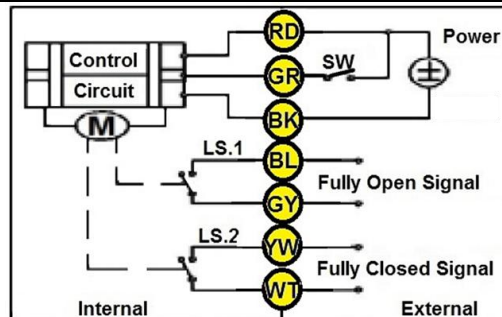 RD
Power
Control
GR
SW
Circuit
BK
M
LS.1
BL
Fully Open Signal
GY
LS.2
YW
Fully Closed Signal
WT
Internal
External